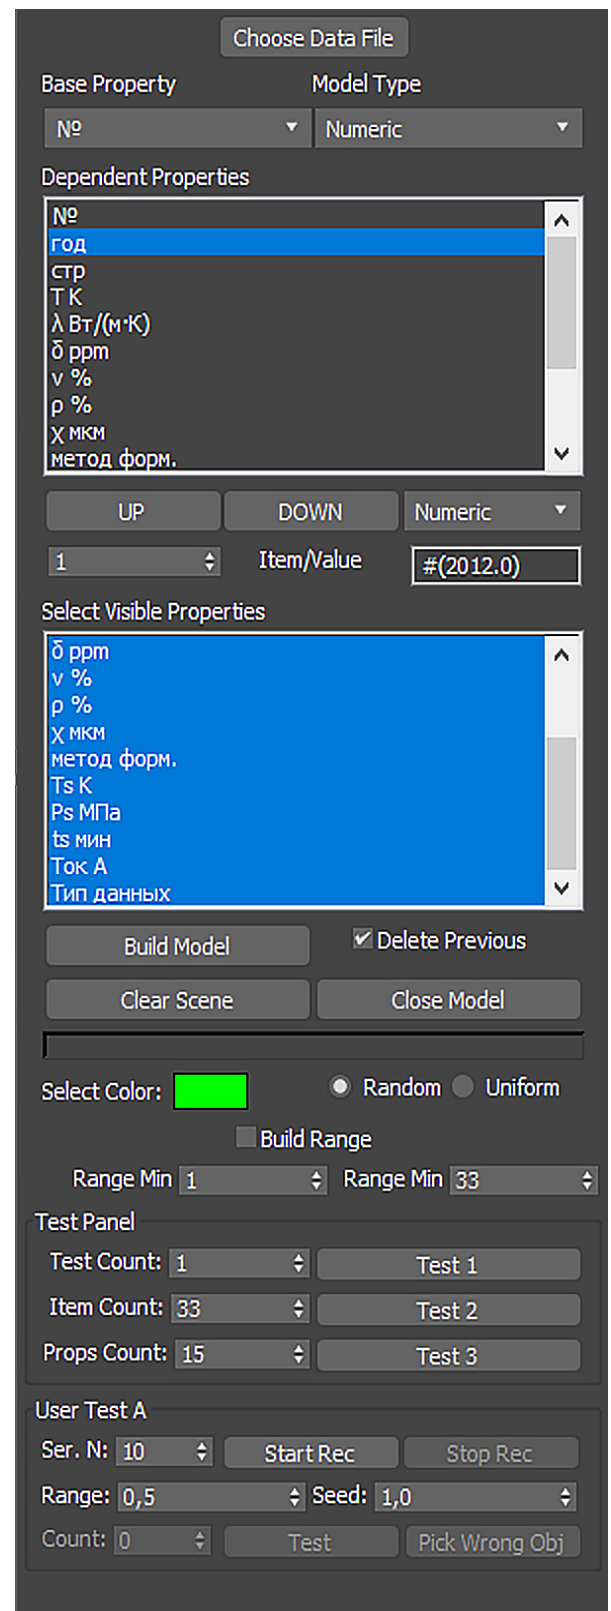 Choose Data File
Base Property Model Type
№ Numeric
Dependent Properties
№
год
стр
T K
λ Вт/(м·К)
δ ppm
v %
ρ %
χ мкм
метод форм.
UP DOWN Numeric
1 Item/Value #(2012.0)
Select Visible Properties
δ ppm
v %
ρ %
χ мкм
метод форм.
Ts K
Ps МПа
ts мин
Ток А
Тип данных
Build Model Delete Previous
Clear Scene Close Model
Select Color: Random Uniform
Build Range
Range Min 1 Range Min 33
Test Panel
Test Count: 1 Test 1
Item Count: 33 Test 2
Props Count: 15 Test 3
User Test A
Ser. N: 10 Start Rec Stop Rec
Range: 0,5 Seed: 1,0
Count: 0 Test Pick Wrong Obj